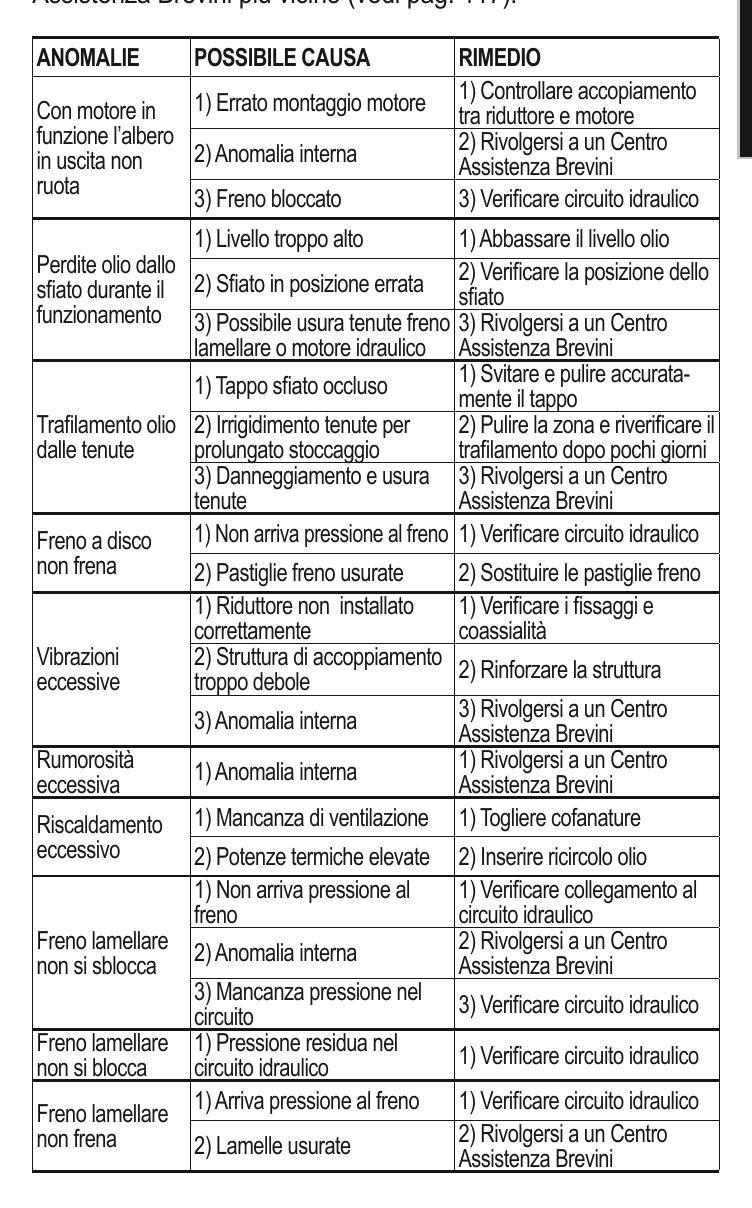 Assistenza Brevini più vicino (vedi pag. 117).
ANOMALIE POSSIBILE CAUSA RIMEDIO
Con motore in
funzione l’albero
in uscita non
ruota
1) Errato montaggio motore
1) Controllare accopiamento
tra riduttore e motore
2) Anomalia interna
2) Rivolgersi a un Centro
Assistenza Brevini
3) Freno bloccato
3) Verificare circuito idraulico
Perdite olio dallo
sfiato durante il
funzionamento
1) Livello troppo alto
1) Abbassare il livello olio
2) Sfiato in posizione errata
2) Verificare la posizione dello
sfiato
3) Possibile usura tenute freno
lamellare o motore idraulico
3) Rivolgersi a un Centro
Assistenza Brevini
Trafilamento olio
dalle tenute
1) Tappo sfiato occluso
1) Svitare e pulire accurata-
mente il tappo
2) Irrigidimento tenute per
prolungato stoccaggio
2) Pulire la zona e riverificare il
trafilamento dopo pochi giorni
3) Danneggiamento e usura
tenute
3) Rivolgersi a un Centro
Assistenza Brevini
Freno a disco
non frena
1) Non arriva pressione al freno
1) Verificare circuito idraulico
2) Pastiglie freno usurate
2) Sostituire le pastiglie freno
Vibrazioni
eccessive
1) Riduttore non installato
correttamente
1) Verificare i fissaggi e
coassialità
2) Struttura di accoppiamento
troppo debole
2) Rinforzare la struttura
3) Anomalia interna
3) Rivolgersi a un Centro
Assistenza Brevini
Rumorosità
eccessiva
1) Anomalia interna
1) Rivolgersi a un Centro
Assistenza Brevini
Riscaldamento
eccessivo
1) Mancanza di ventilazione
1) Togliere cofanature
2) Potenze termiche elevate
2) Inserire ricircolo olio
Freno lamellare
non si sblocca
1) Non arriva pressione al
freno
1) Verificare collegamento al
circuito idraulico
2) Anomalia interna
2) Rivolgersi a un Centro
Assistenza Brevini
3) Mancanza pressione nel
circuito
3) Verificare circuito idraulico
Freno lamellare
non si blocca
1) Pressione residua nel
circuito idraulico
1) Verificare circuito idraulico
Freno lamellare
non frena
1) Arriva pressione al freno
1) Verificare circuito idraulico
2) Lamelle usurate
2) Rivolgersi a un Centro
Assistenza Brevini